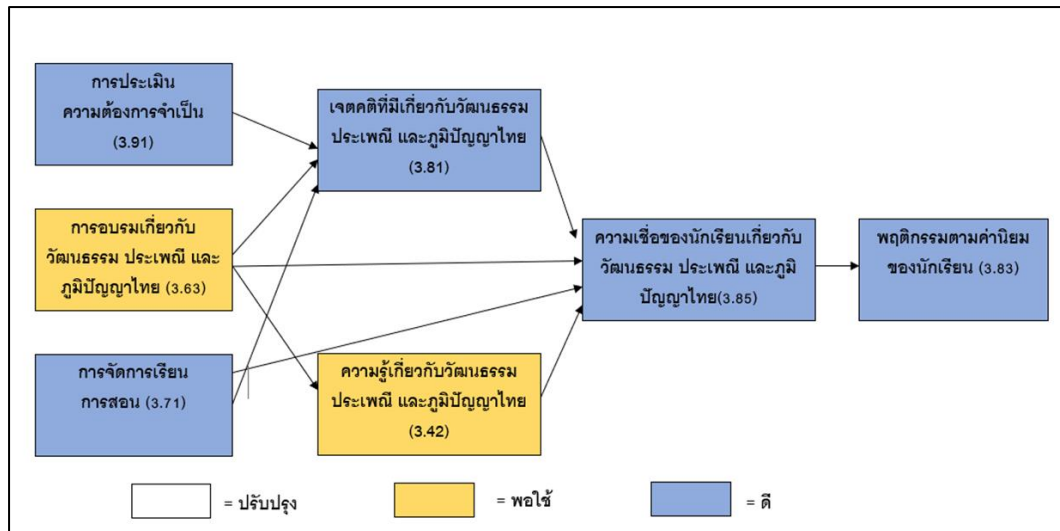 การประเมิน
ความต้องการจำเป็น
(3.91)
เจตคติที่มีเกี่ยวกับวัฒนธรรม
ประเพณี และภูมิปัญญาไทย
(3.81)
การอบรมเกี่ยวกับ
วัฒนธรรม ประเพณี และ
ภูมิปัญญาไทย (3.63)
ความเชื่อของนักเรียนเกี่ยวกับ
วัฒนธรรม ประเพณี และภูมิ
ปัญญาไทย(3.85)
พฤติกรรมตามค่านิยม
ของนักเรียน (3.83)
การจัดการเรียน
การสอน (3.71)
ความรู้เกี่ยวกับวัฒนธรรม
ประเพณี และภูมิปัญญาไทย
(3.42)
= ปรับปรุง
= พอใช้
= ดี